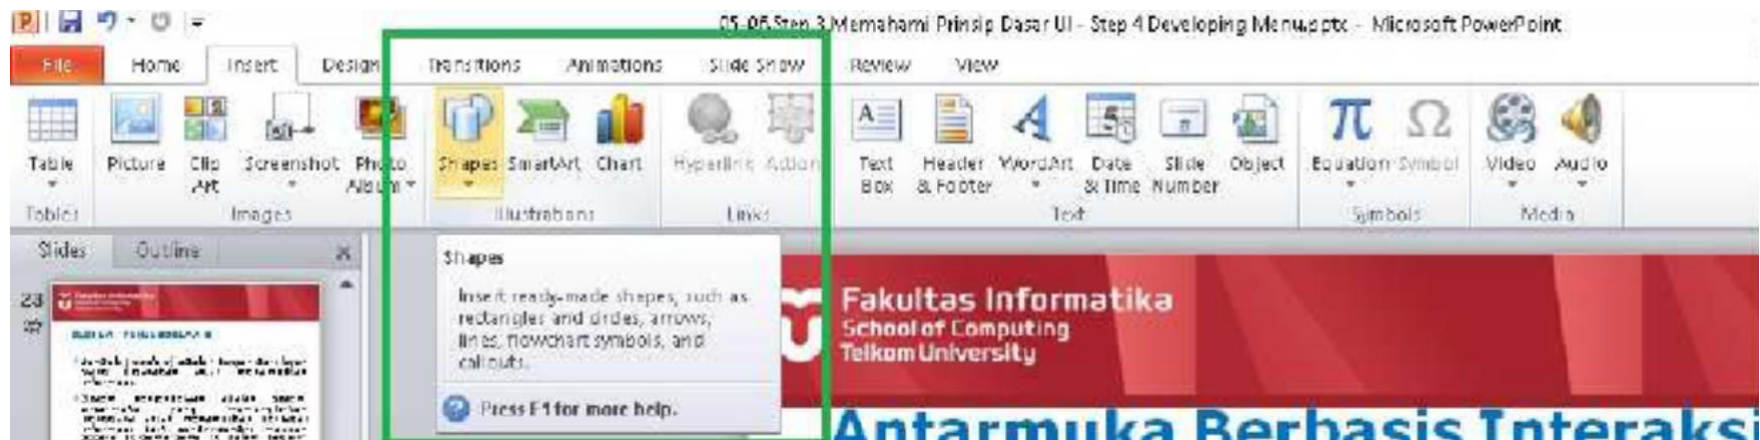 05-06.Step 3.Memahami Prinsip Dasar UI - Step 4 Developing Menu.pptx - Microsoft PowerPoint
File Home Insert Design Transitions Animations Slide Show Review View
Table Picture Clip Art Screenshot Photo Album Shapes SmartArt Chart Hyperlink Action Text Box Header & Footer WordArt Date & Time Slide Number Object Equation Symbol Video Audio
Tables Images Illustrations Links Text Symbols Media
Slides Outline
23
Shapes
Insert ready-made shapes, such as
rectangles and circles, arrows,
lines, flowchart symbols, and
callouts.
Press F1 for more help.
Fakultas Informatika
School of Computing
Telkom University
Antarmuka Berbasis Interaksi